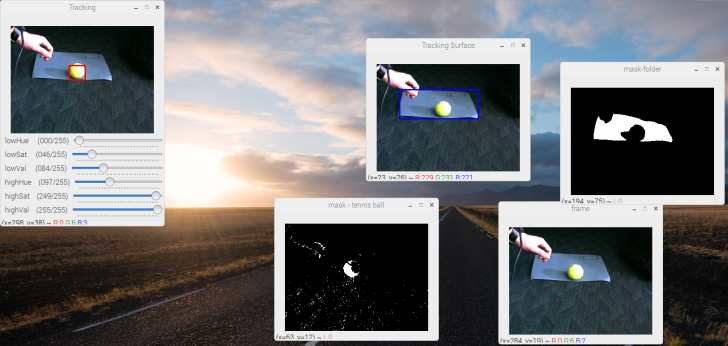 Tracking
lowHue (000/255)
lowSat (046/255)
lowVal (084/255)
highHue (097/255)
highSat (249/255)
highVal (255/255)
(x=298, y=38) ~ R:0 G:6 B:3
Tracking Surface
(x=23, y=26) ~ R:229 G:231 B:221
mask-folder
(x=194, y=75) ~ L:0
mask - tennis ball
(x=63, y=12) ~ L:0
frame
(x=284, y=19) ~ R:0 G:6 B:2